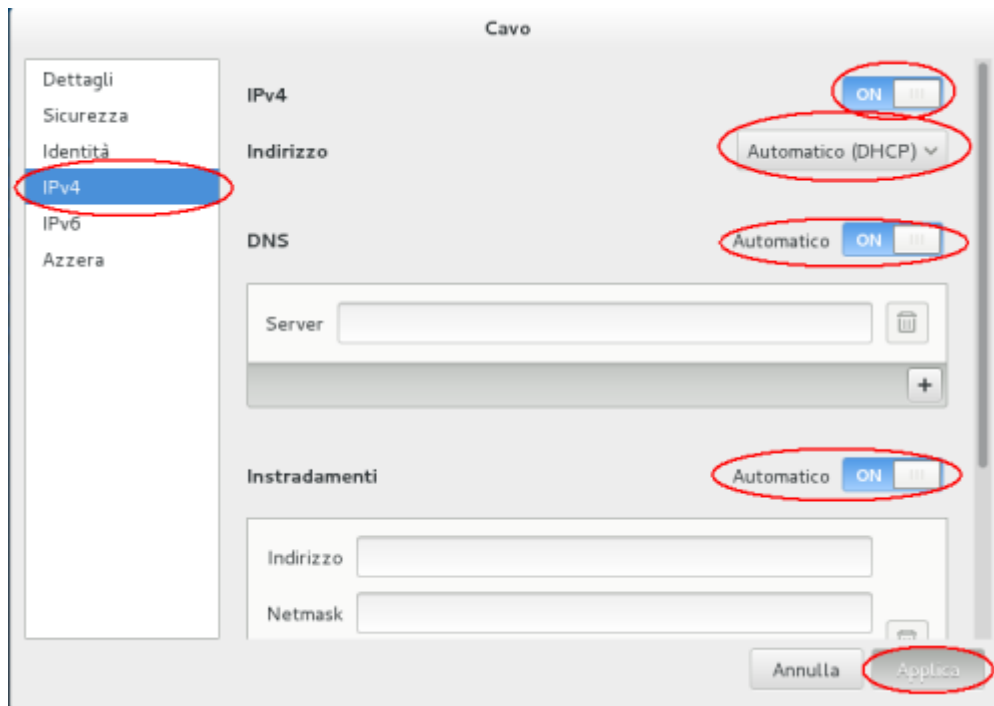 Cavo
Dettagli
Sicurezza
Identità
IPv4
IPv6
Azzera
IPv4 ON
Indirizzo Automatico (DHCP)
DNS Automatico ON
Server
+
Instradamenti Automatico ON
Indirizzo
Netmask
Annulla Applica